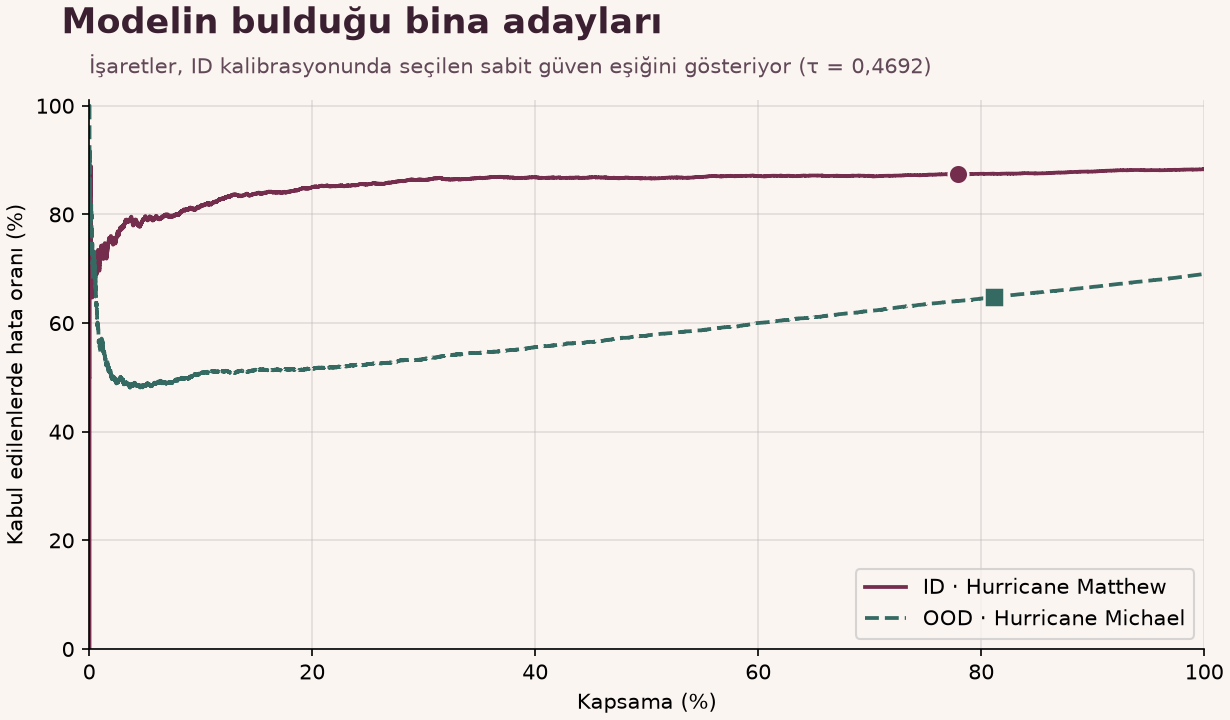 Modelin bulduğu bina adayları
İşaretler, ID kalibrasyonunda seçilen sabit güven eşiğini gösteriyor (τ = 0,4692)
Kabul edilenlerde hata oranı (%)
100
80
60
40
20
0
0 20 40 60 80 100
Kapsama (%)
ID · Hurricane Matthew
OOD · Hurricane Michael